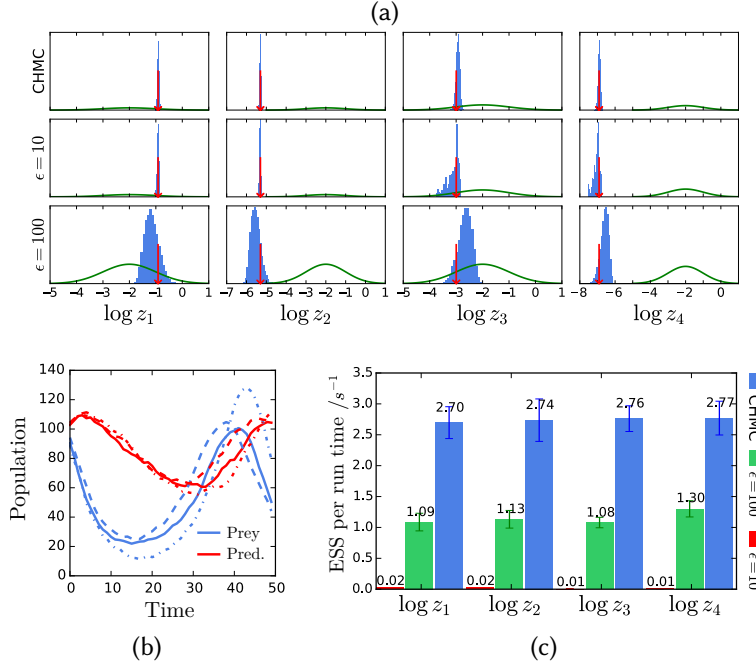 (a)
CHMC
ϵ = 10
ϵ = 100
−5 −4 −3 −2 −1 0 1
−7 −6 −5 −4 −3 −2 −1 0 1
−5 −4 −3 −2 −1 0 1
−8 −6 −4 −2 0
log z1
log z2
log z3
log z4
140
120
100
80
60
40
20
0
0 10 20 30 40 50
Population
Time
Prey
Pred.
(b)
3.5
3.0
2.5
2.0
1.5
1.0
0.5
0.0
ESS per run time /s−1
0.02 1.09 2.70
0.02 1.13 2.74
0.01 1.08 2.76
0.01 1.30 2.77
log z1 log z2 log z3 log z4
CHMC
ϵ=100
ϵ=10
(c)